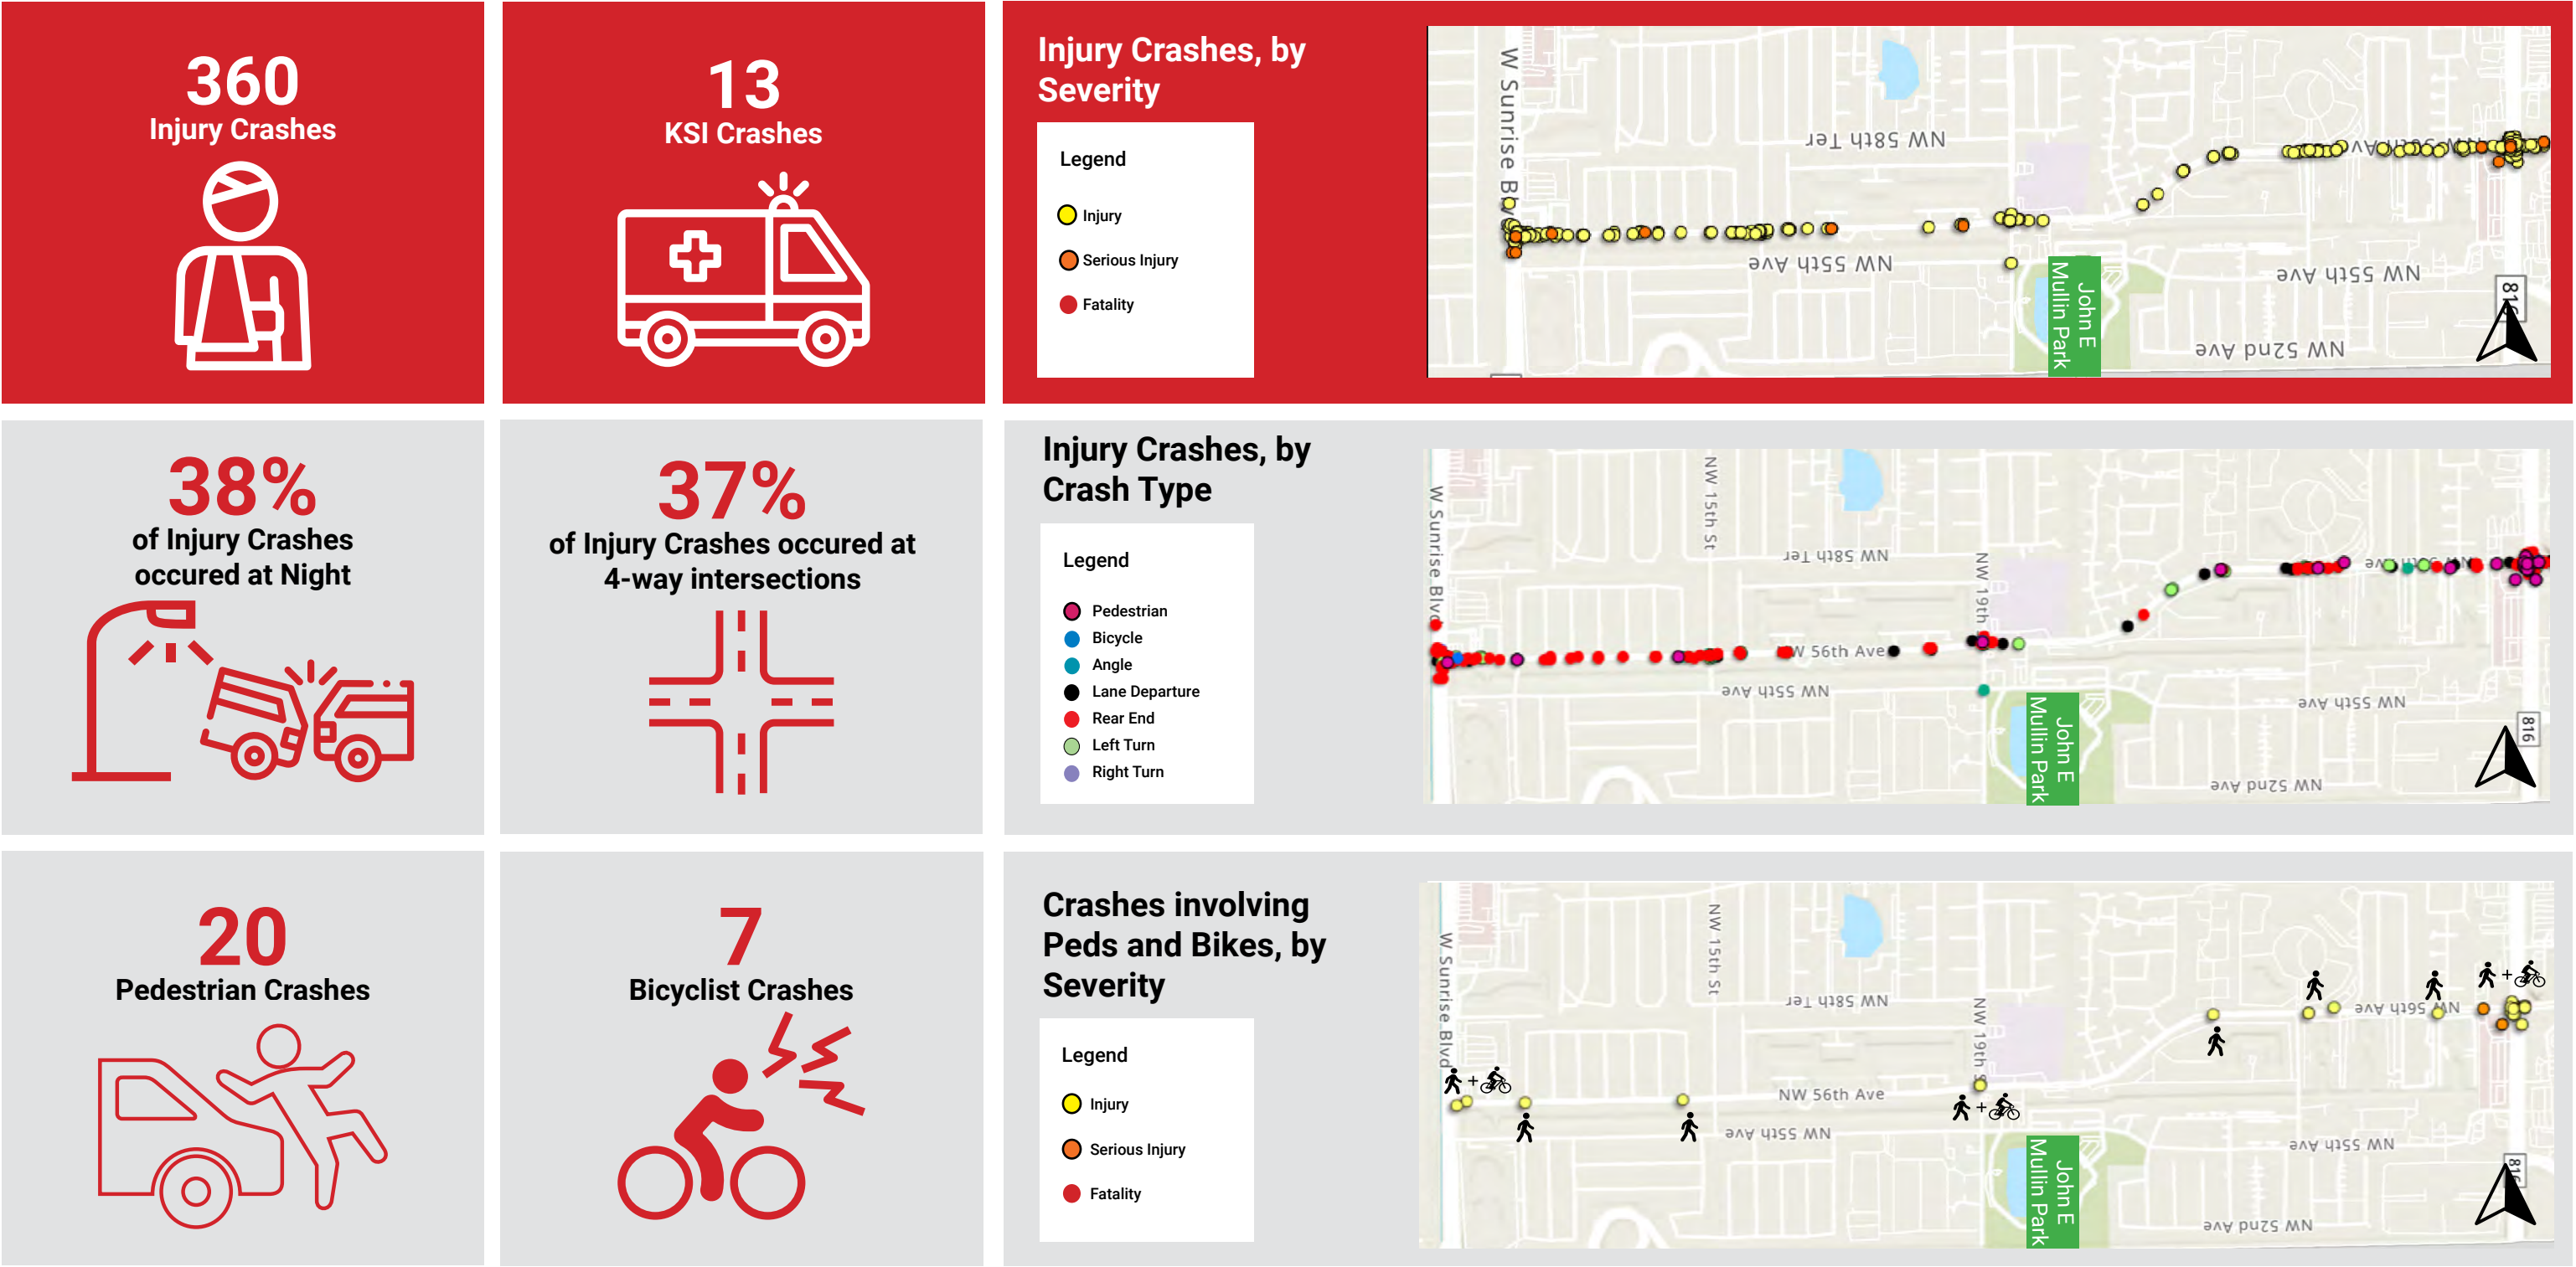 360
Injury Crashes
13
KSI Crashes
Injury Crashes, by
Severity
Legend
Injury
Serious Injury
Fatality
W Sunrise Blv
NW 58th Ter
NW 55th Ave
NW 55th Ave
NW 52nd Ave
John E
Mullin Park
38%
of Injury Crashes
occured at Night
37%
of Injury Crashes occured at
4-way intersections
Injury Crashes, by
Crash Type
Legend
Pedestrian
Bicycle
Angle
Lane Departure
Rear End
Left Turn
Right Turn
W Sunrise Blvd
NW 15th St
NW 58th Ter
NW 19th
W 56th Ave
NW 55th Ave
NW 55th Ave
NW 52nd Ave
John E
Mullin Park
816
20
Pedestrian Crashes
7
Bicyclist Crashes
Crashes involving
Peds and Bikes, by
Severity
Legend
Injury
Serious Injury
Fatality
W Sunrise Blvd
NW 15th St
NW 58th Ter
NW 19th S
NW 56th Ave
+
+
+
NW 56th Ave
NW 55th Ave
NW 55th Ave
NW 52nd Ave
John E
Mullin Park